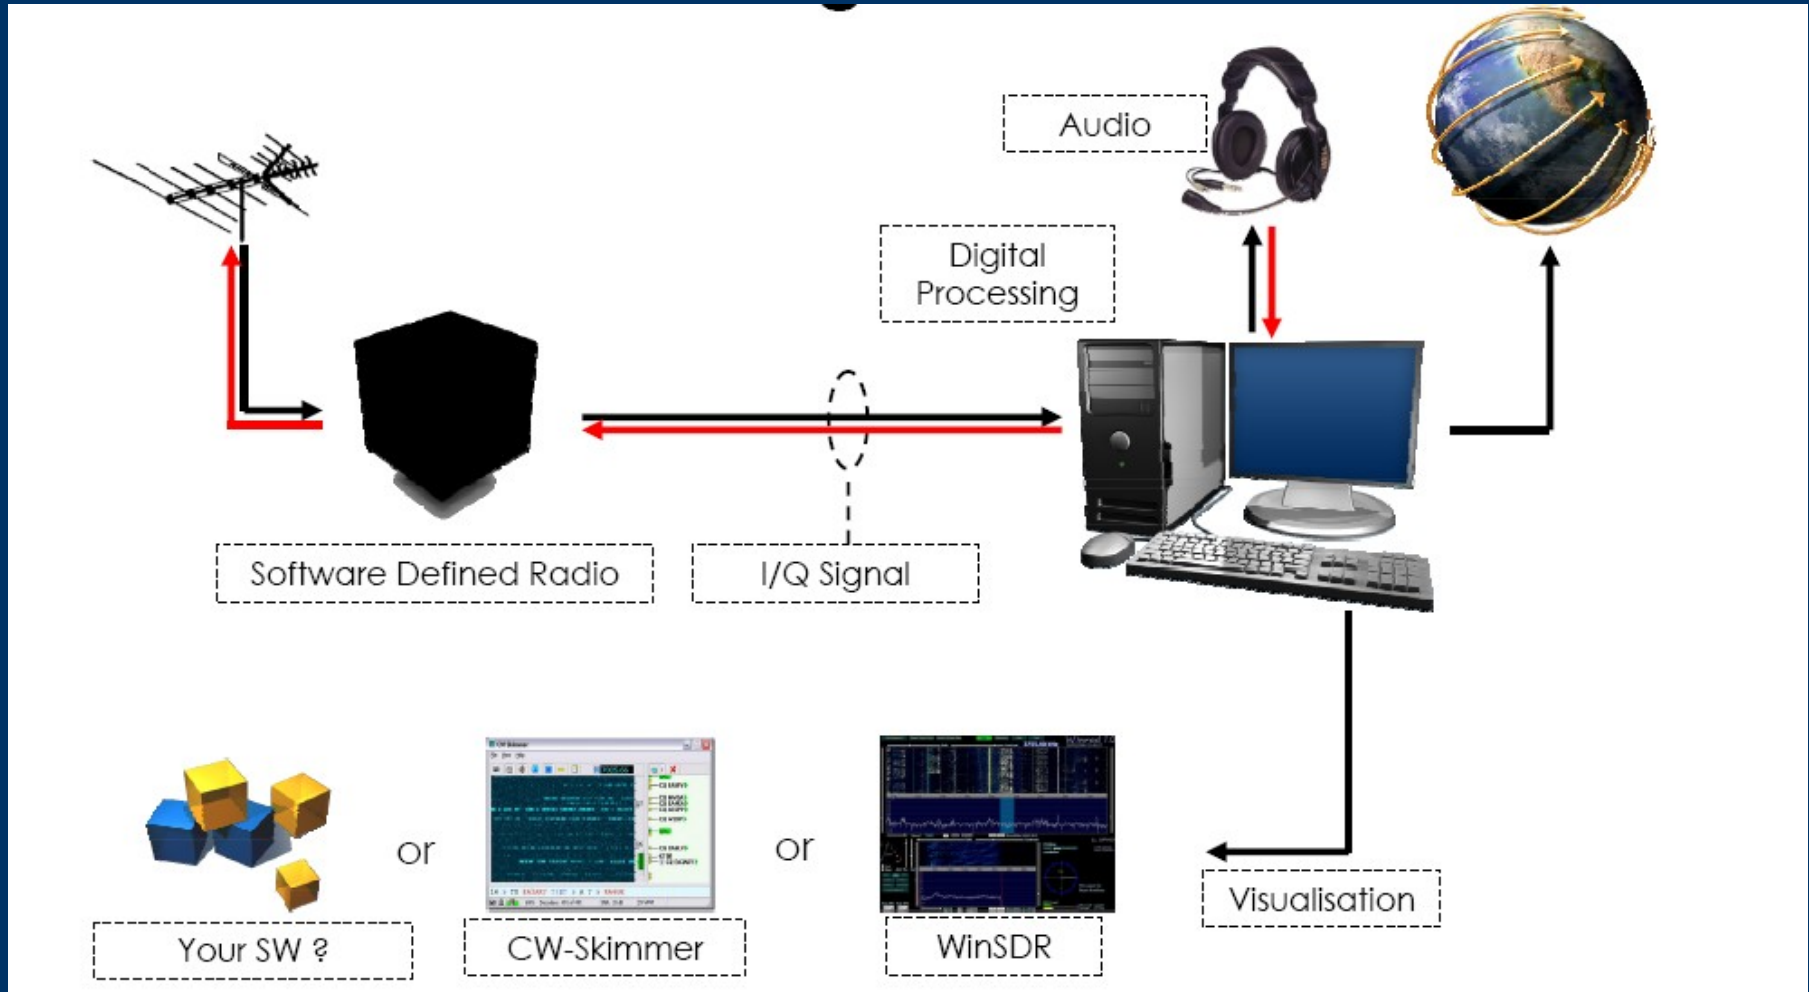 Audio
Digital
Processing
Software Defined Radio
I/Q Signal
Visualisation
or
or
Your SW ?
CW-Skimmer
WinSDR